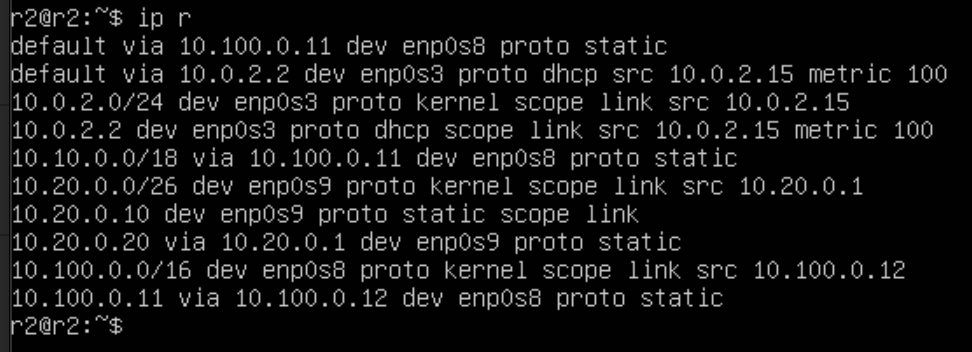 r2@r2:~$ ip r
default via 10.100.0.11 dev enp0s8 proto static
default via 10.0.2.2 dev enp0s3 proto dhcp src 10.0.2.15 metric 100
10.0.2.0/24 dev enp0s3 proto kernel scope link src 10.0.2.15
10.0.2.2 dev enp0s3 proto dhcp scope link src 10.0.2.15 metric 100
10.10.0.0/18 via 10.100.0.11 dev enp0s8 proto static
10.20.0.0/26 dev enp0s9 proto kernel scope link src 10.20.0.1
10.20.0.10 dev enp0s9 proto static scope link
10.20.0.20 via 10.20.0.1 dev enp0s9 proto static
10.100.0.0/16 dev enp0s8 proto kernel scope link src 10.100.0.12
10.100.0.11 via 10.100.0.12 dev enp0s8 proto static
r2@r2:~$